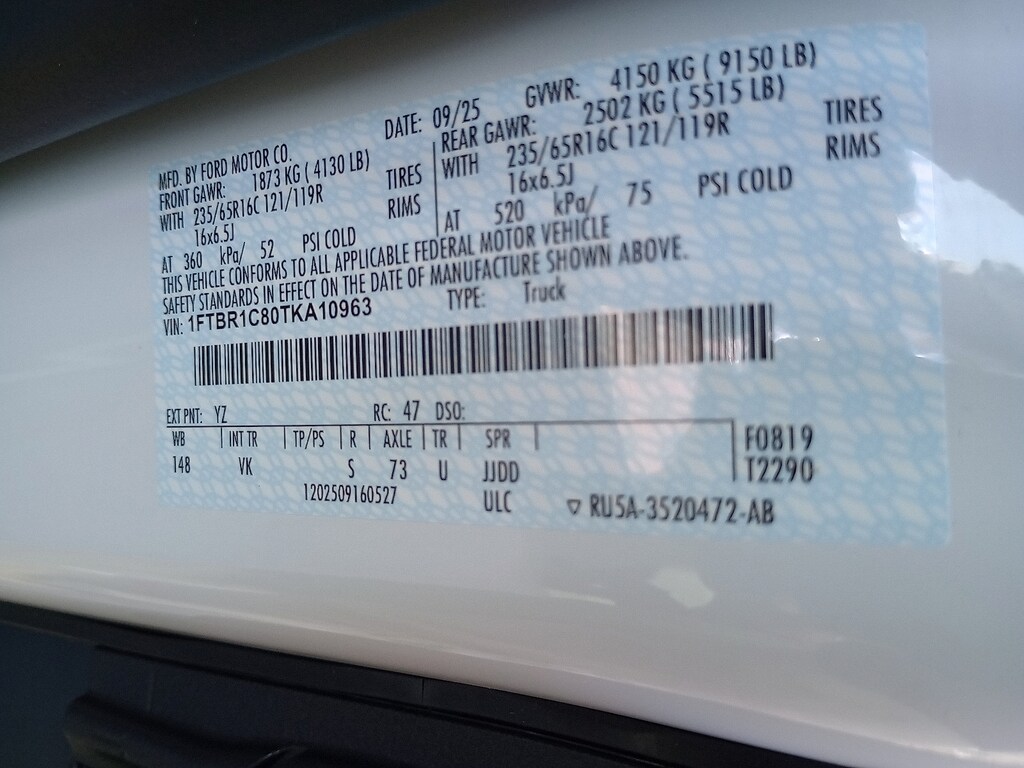 MFD. BY FORD MOTOR CO. DATE: 09/25 GVWR: 4150 KG ( 9150 LB)
FRONT GAWR: 1873 KG ( 4130 LB) REAR GAWR: 2502 KG ( 5515 LB)
WITH 235/65R16C 121/119R TIRES WITH 235/65R16C 121/119R TIRES
16x6.5J RIMS 16x6.5J RIMS
AT 360 kPa/ 52 PSI COLD AT 520 kPa/ 75 PSI COLD
THIS VEHICLE CONFORMS TO ALL APPLICABLE FEDERAL MOTOR VEHICLE
SAFETY STANDARDS IN EFFECT ON THE DATE OF MANUFACTURE SHOWN ABOVE.
VIN: 1FTBR1C80TKA10963 TYPE: Truck
EXT PNT: YZ RC: 47 DSO:
WB INT TR TP/PS R AXLE TR SPR F0819
148 VK S 73 U JJDD T2290
1202509160527 ULC ▽ RU5A-3520472-AB